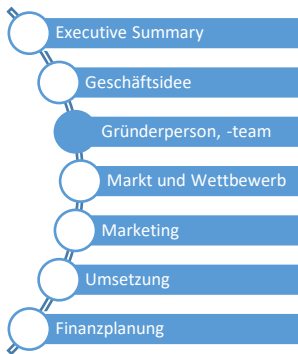 Executive Summary
Geschäftsidee
Gründerperson, -team
Markt und Wettbewerb
Marketing
Umsetzung
Finanzplanung